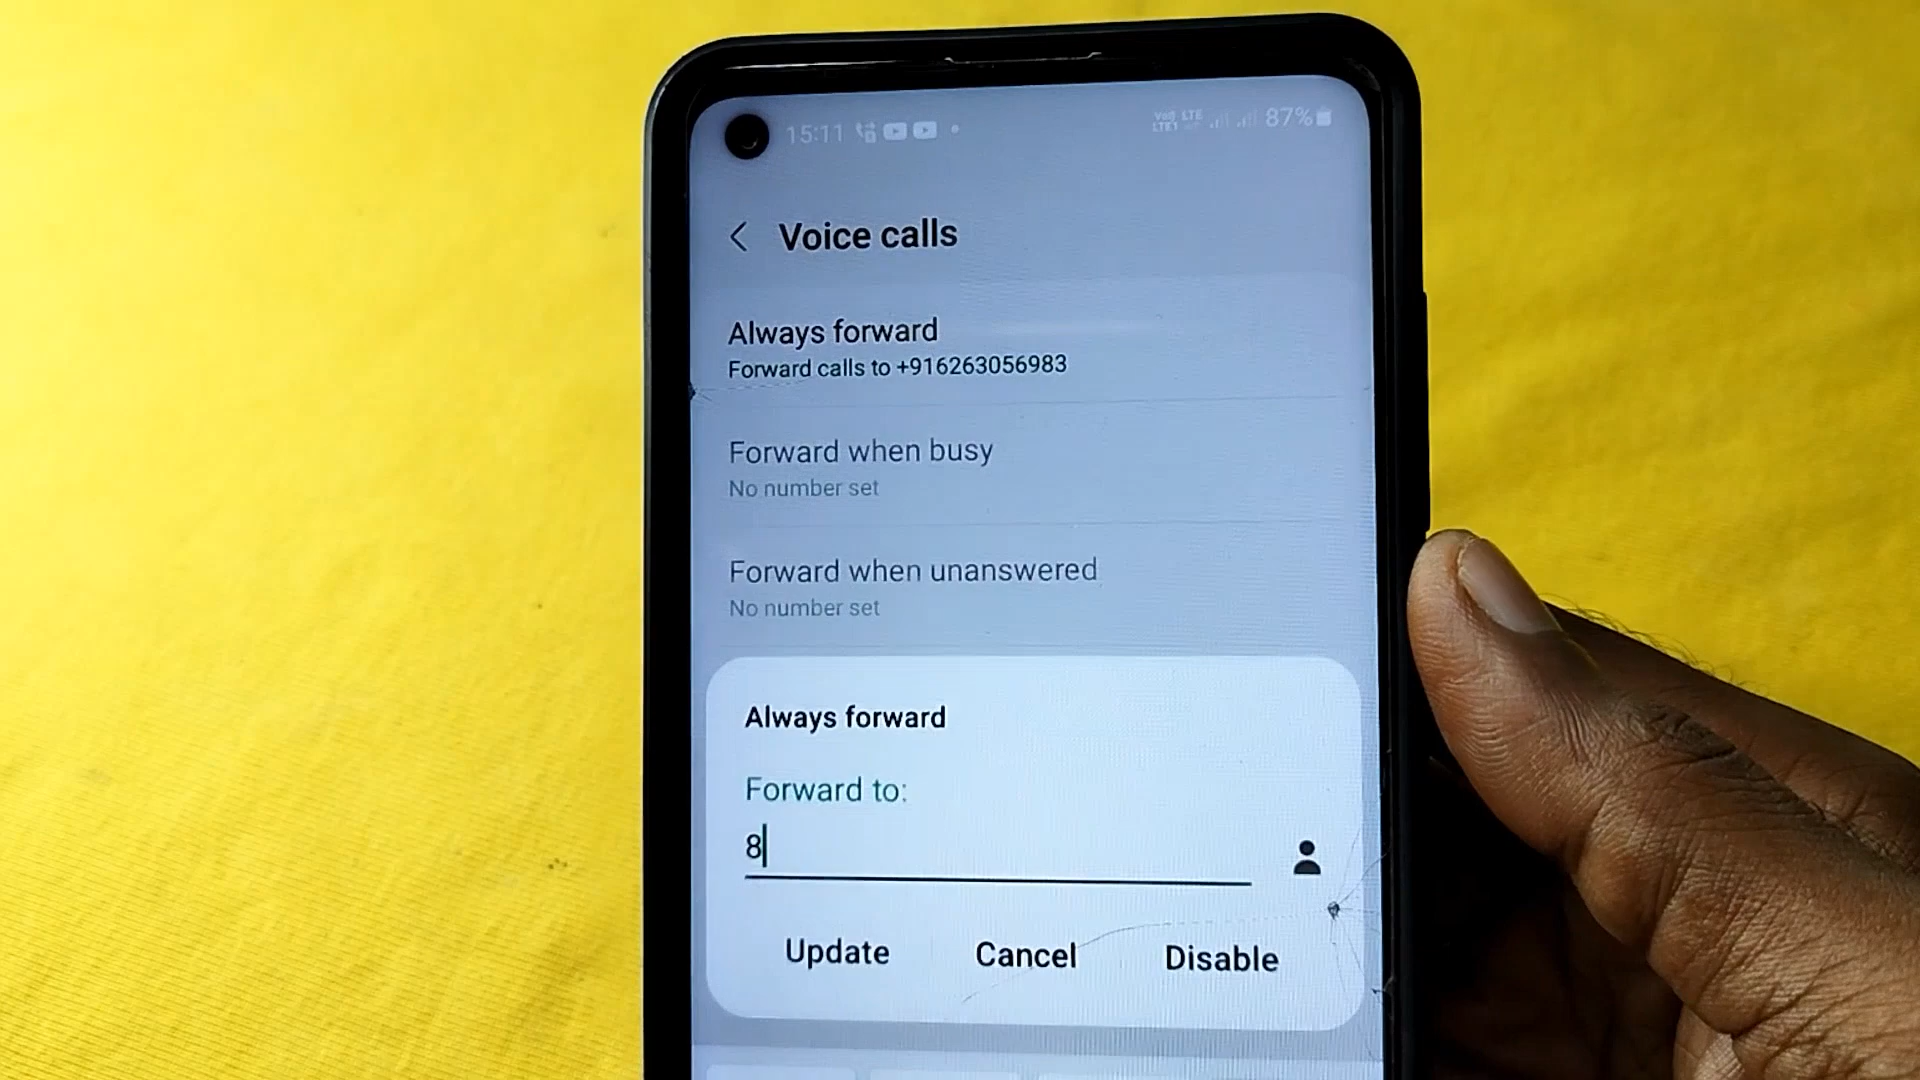 15:11 87%
Voice calls
Always forward
Forward calls to +916263056983
Forward when busy
No number set
Forward when unanswered
No number set
Always forward
Forward to:
8
Update Cancel Disable